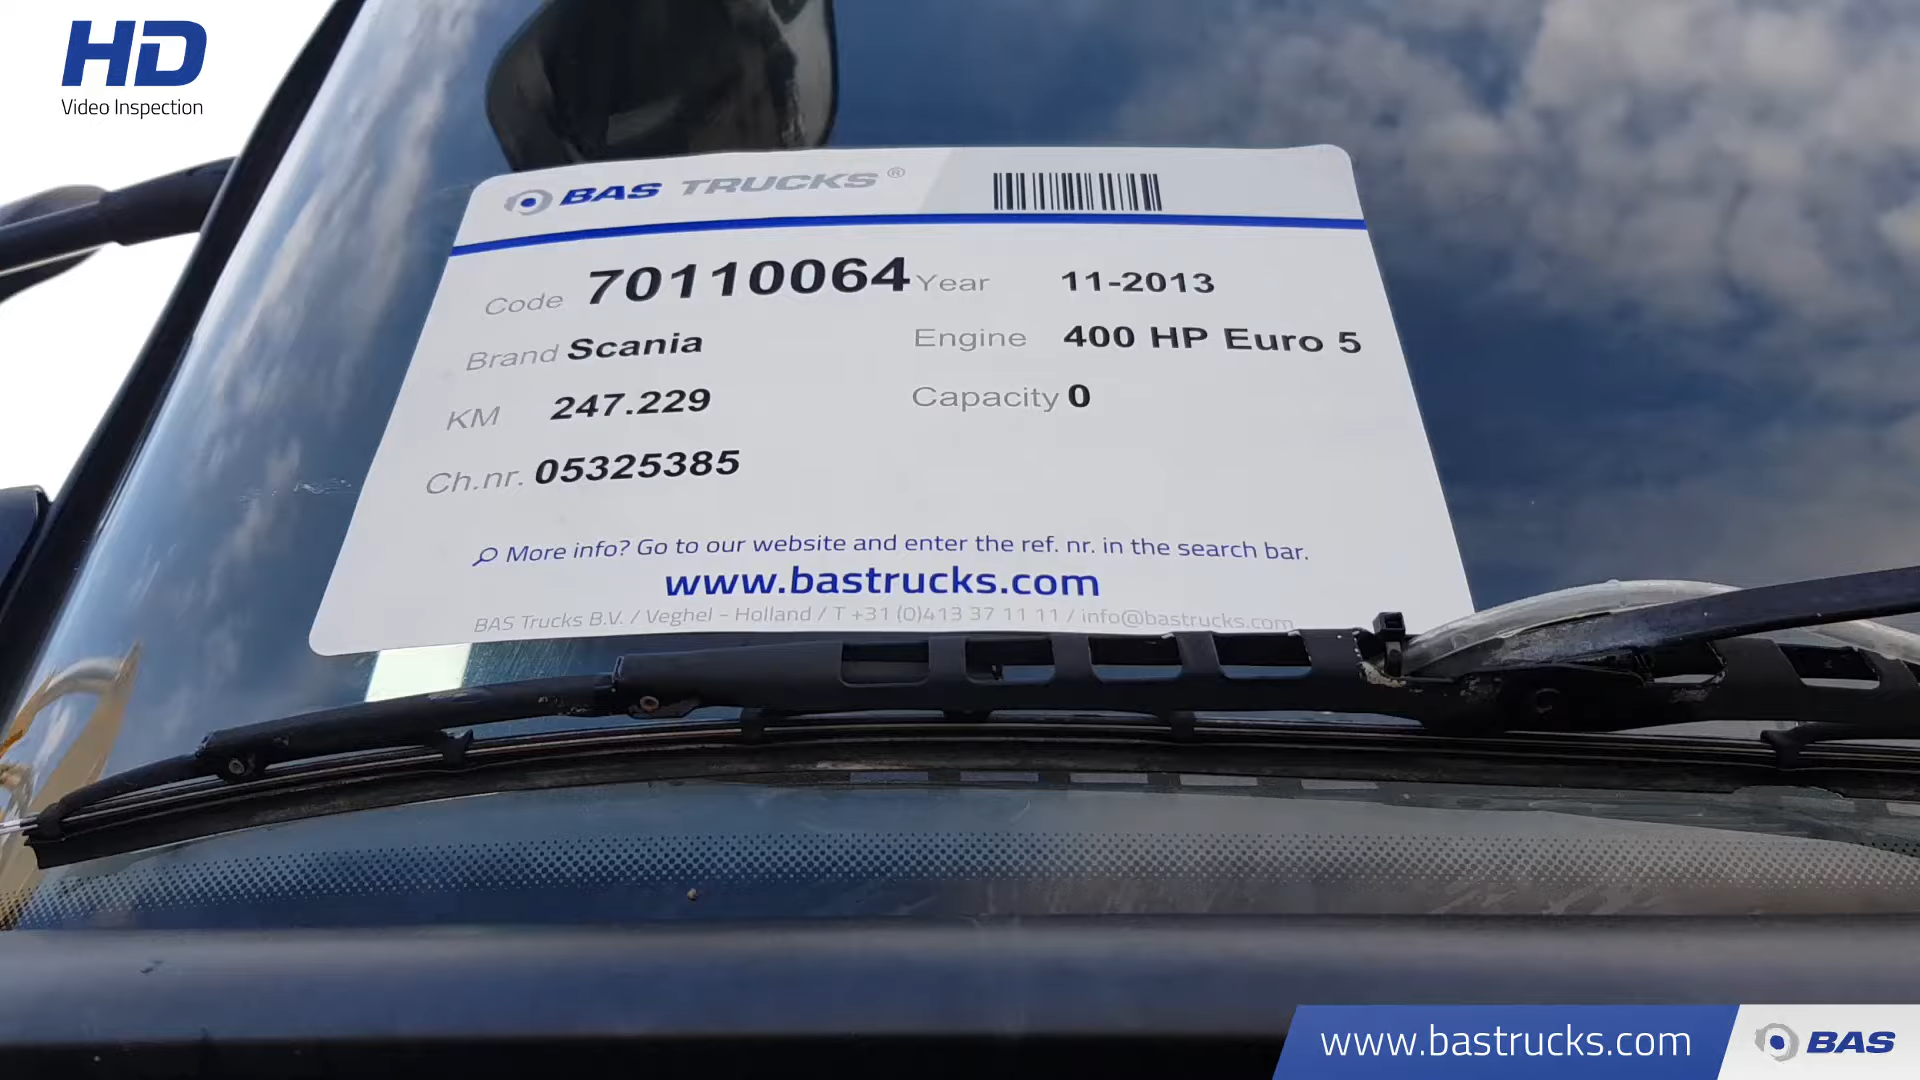 HD
Video Inspection
BAS TRUCKS®
Code 70110064 Year 11-2013
Brand Scania Engine 400 HP Euro 5
KM 247.229 Capacity 0
Ch.nr. 05325385
More info? Go to our website and enter the ref. nr. in the search bar.
www.bastrucks.com
BAS Trucks B.V. / Veghel - Holland / T +31 (0)413 37 11 11 / info@bastrucks.com
www.bastrucks.com BAS